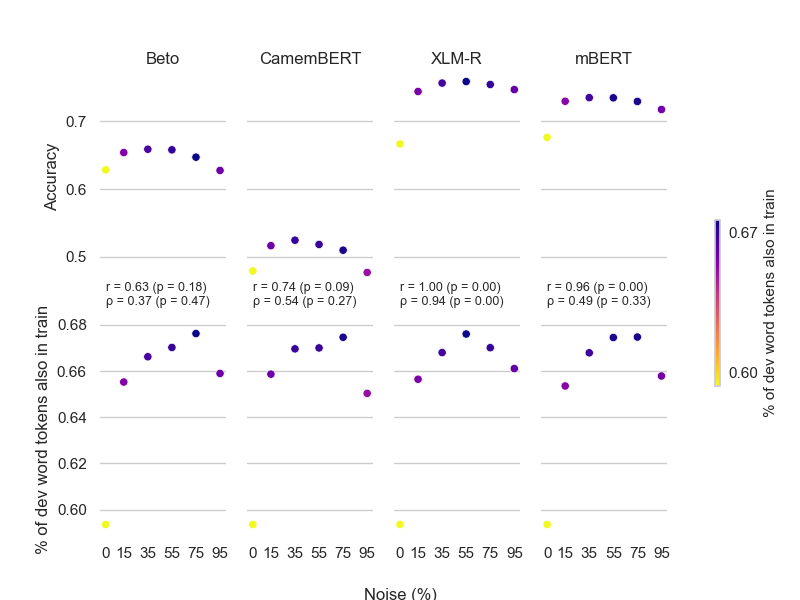 Beto CamemBERT XLM-R mBERT
Accuracy
0.7
0.6
0.5
r = 0.63 (p = 0.18)
ρ = 0.37 (p = 0.47)
r = 0.74 (p = 0.09)
ρ = 0.54 (p = 0.27)
r = 1.00 (p = 0.00)
ρ = 0.94 (p = 0.00)
r = 0.96 (p = 0.00)
ρ = 0.49 (p = 0.33)
% of dev word tokens also in train
0.68
0.66
0.64
0.62
0.60
0 15 35 55 75 95
0 15 35 55 75 95
0 15 35 55 75 95
0 15 35 55 75 95
Noise (%)
0.67
0.60
% of dev word tokens also in train